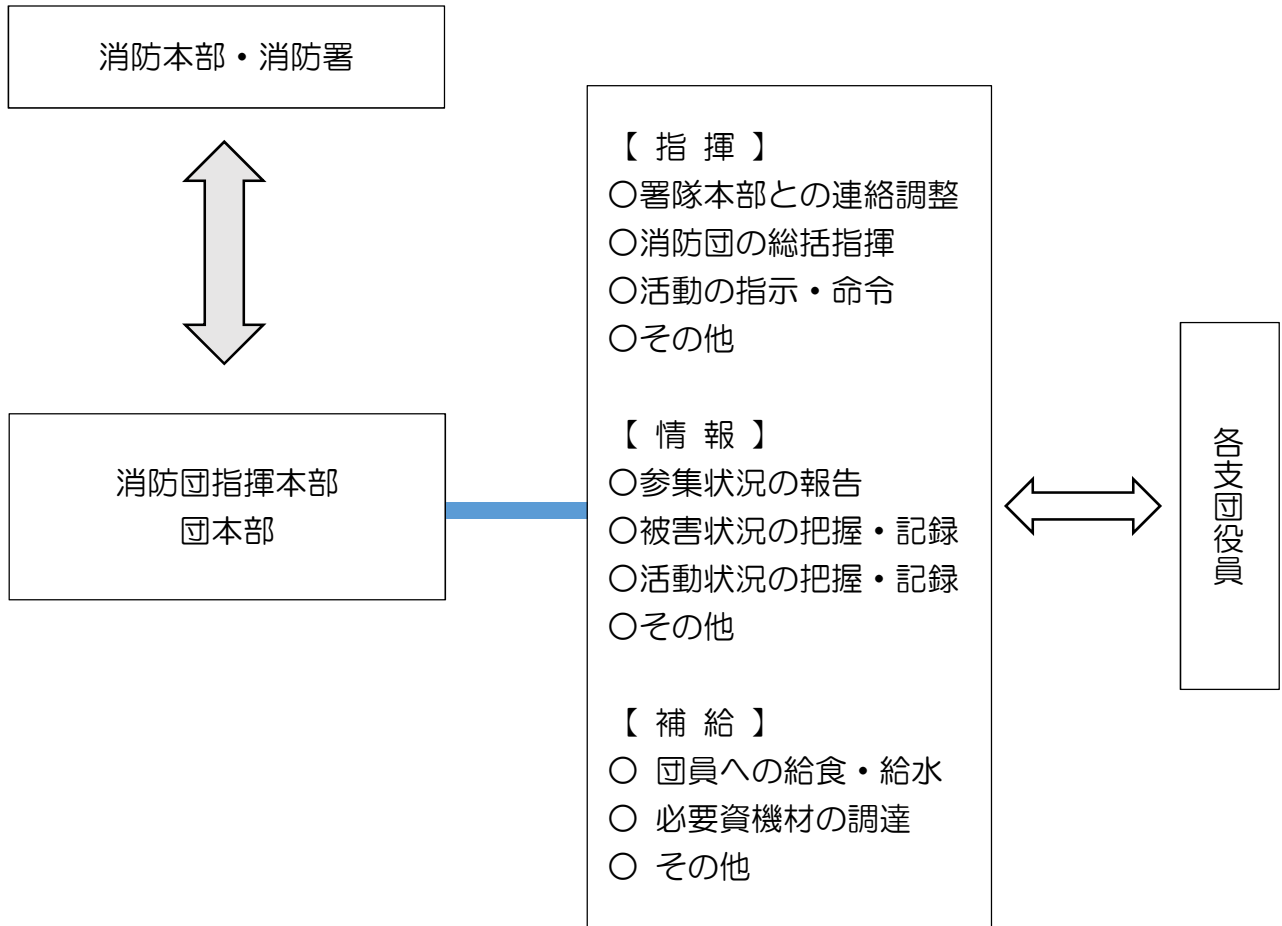 消防本部・消防署
【 指 揮 】
○署隊本部との連絡調整
○消防団の総括指揮
○活動の指示・命令
○その他
【 情 報 】
○参集状況の報告
○被害状況の把握・記録
○活動状況の把握・記録
○その他
【 補 給 】
○ 団員への給食・給水
○ 必要資機材の調達
○ その他
消防団指揮本部
団本部
各支団役員